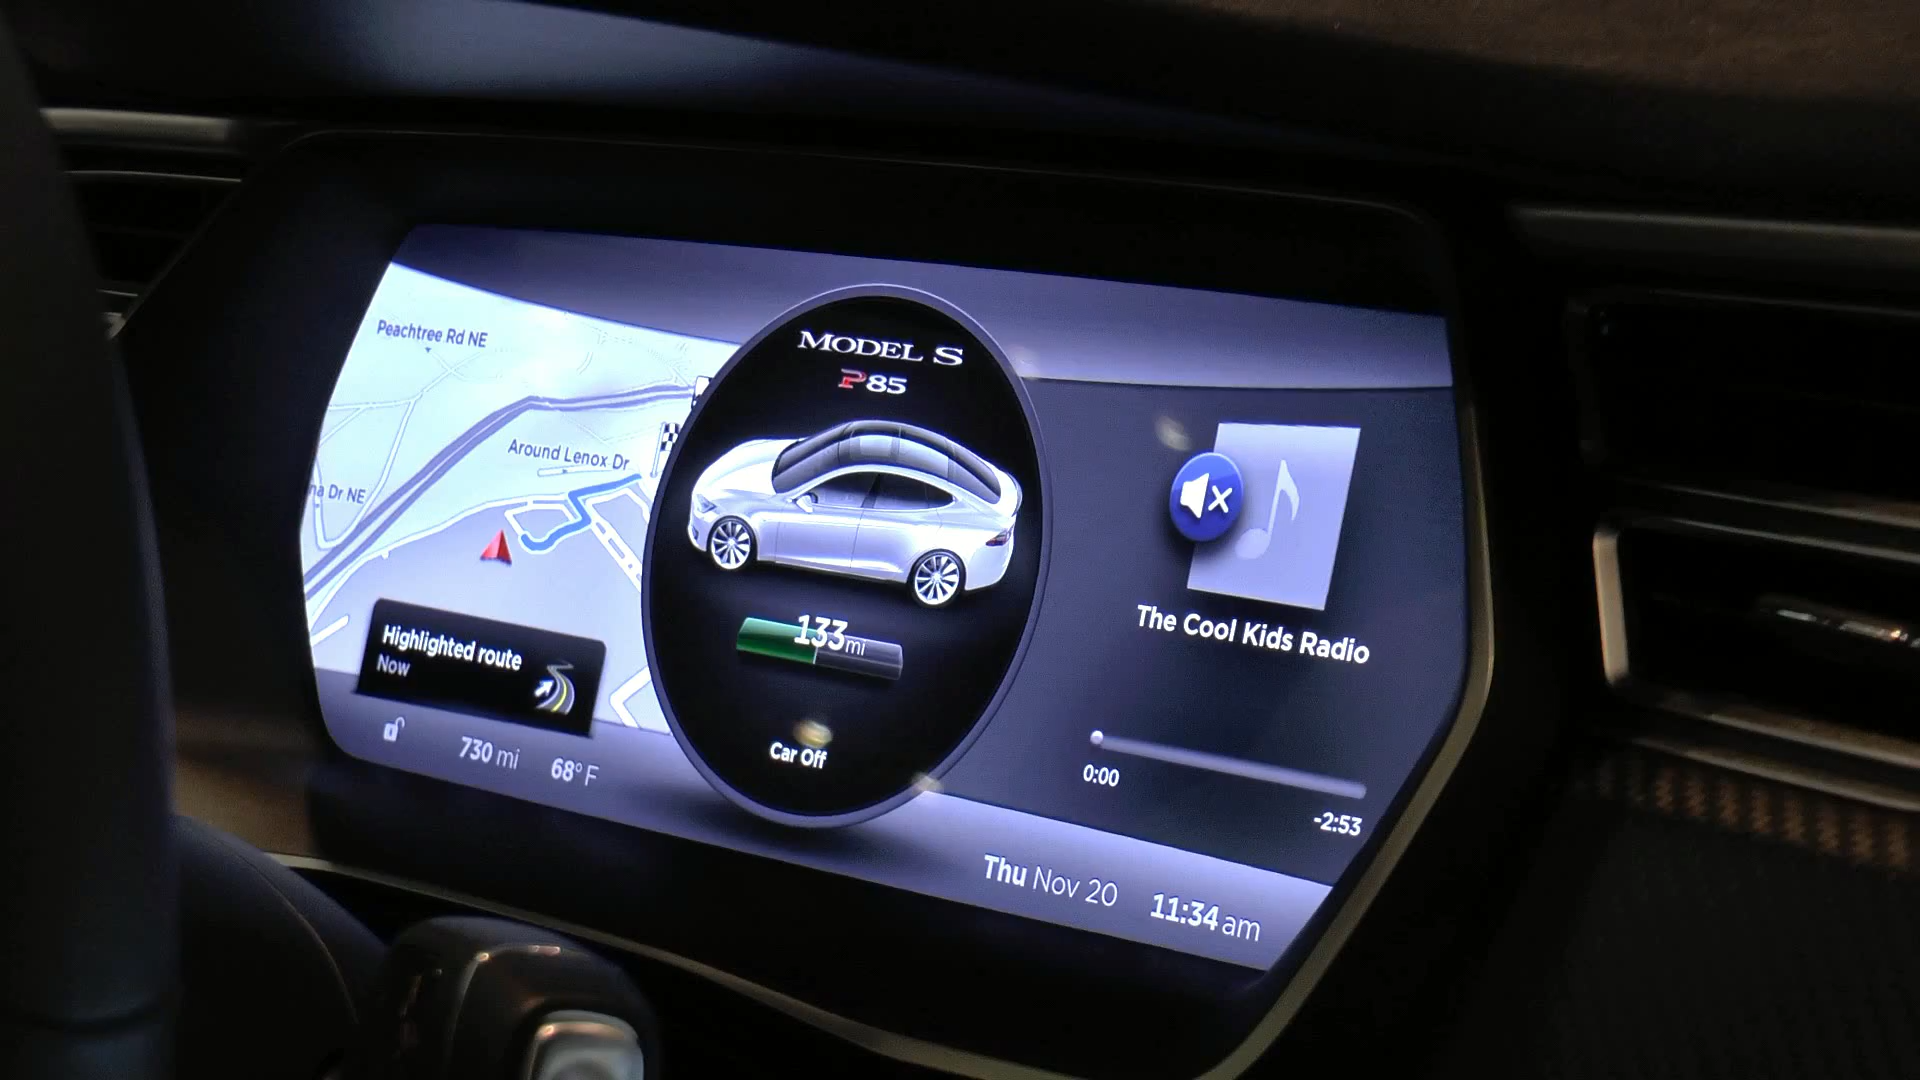 Peachtree Rd NE
Around Lenox Dr
na Dr NE
Highlighted route
Now
730 mi
68° F
MODEL S
P85
133 mi
Car Off
The Cool Kids Radio
0:00
-2:53
Thu Nov 20
11:34 am